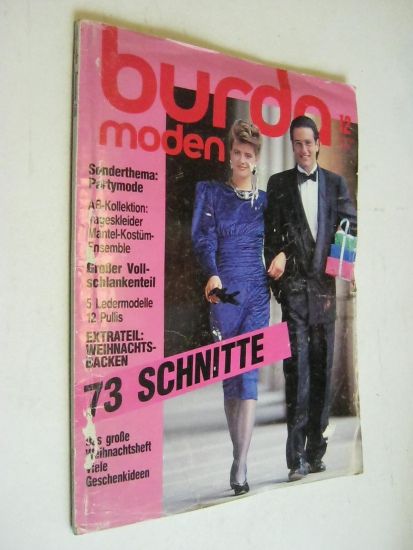 burda
moden
12
Sonderthema:
Partymode
AB-Kollektion:
Tageskleider
Mantel-Kostüm-
Ensemble
Großer Voll-
schlankenteil
5 Ledermodelle
12 Pullis
EXTRATEIL:
WEIHNACHTS-
BACKEN
73 SCHNITTE
Das große
Weihnachtsheft
Viele
Geschenkideen